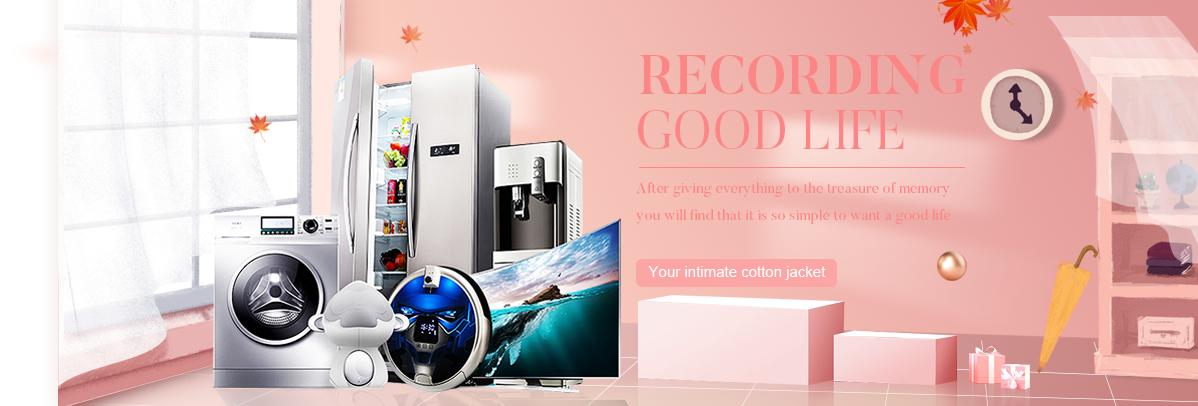 RECORDING
GOOD LIFE
After giving everything to the treasure of memory
you will find that it is so simple to want a good life
Your intimate cotton jacket